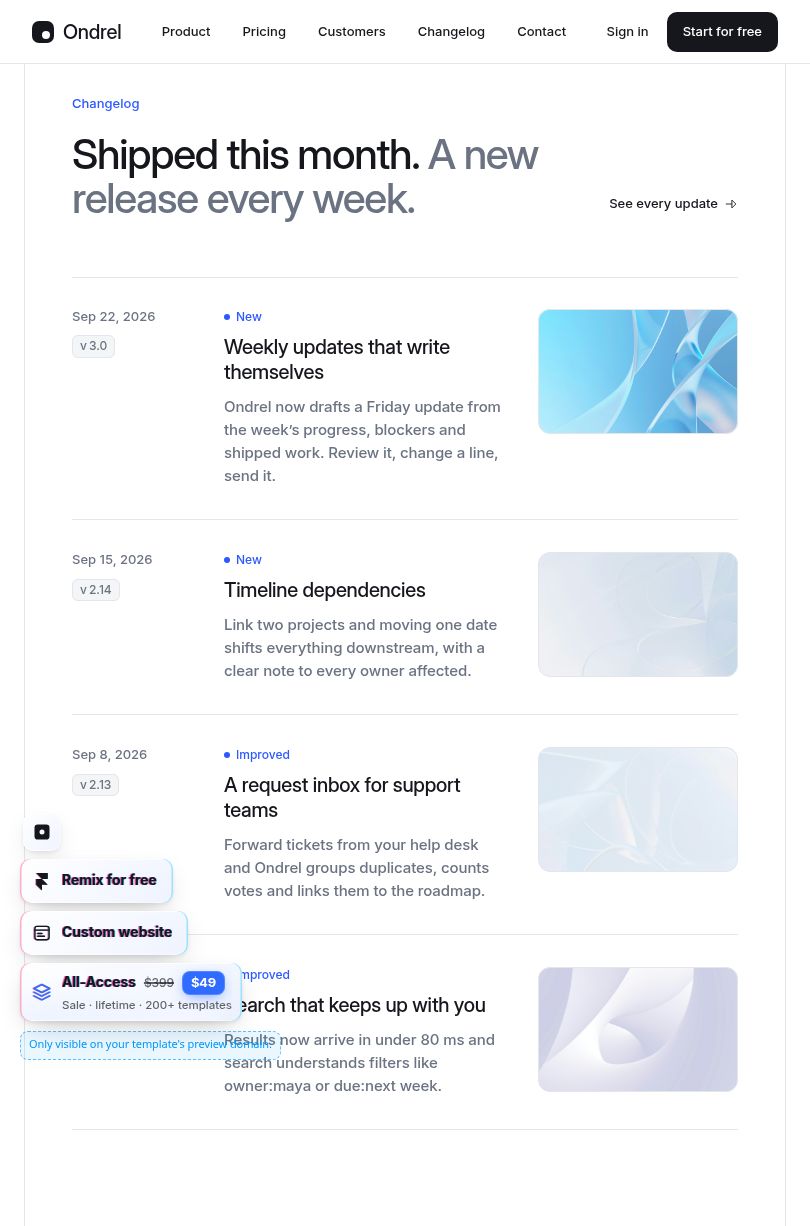 Ondrel
Product
Pricing
Customers
Changelog
Contact
Sign in
Start for free
Changelog
Shipped this month. A new
release every week.
See every update
Sep 22, 2026
v 3.0
New
Weekly updates that write
themselves
Ondrel now drafts a Friday update from
the week’s progress, blockers and
shipped work. Review it, change a line,
send it.
Sep 15, 2026
v 2.14
New
Timeline dependencies
Link two projects and moving one date
shifts everything downstream, with a
clear note to every owner affected.
Sep 8, 2026
v 2.13
Improved
A request inbox for support
teams
Forward tickets from your help desk
and Ondrel groups duplicates, counts
votes and links them to the roadmap.
Improved
Search that keeps up with you
Results now arrive in under 80 ms and
search understands filters like
owner:maya or due:next week.
Remix for free
Custom website
All-Access $399 $49
Sale · lifetime · 200+ templates
Only visible on your template's preview domain.